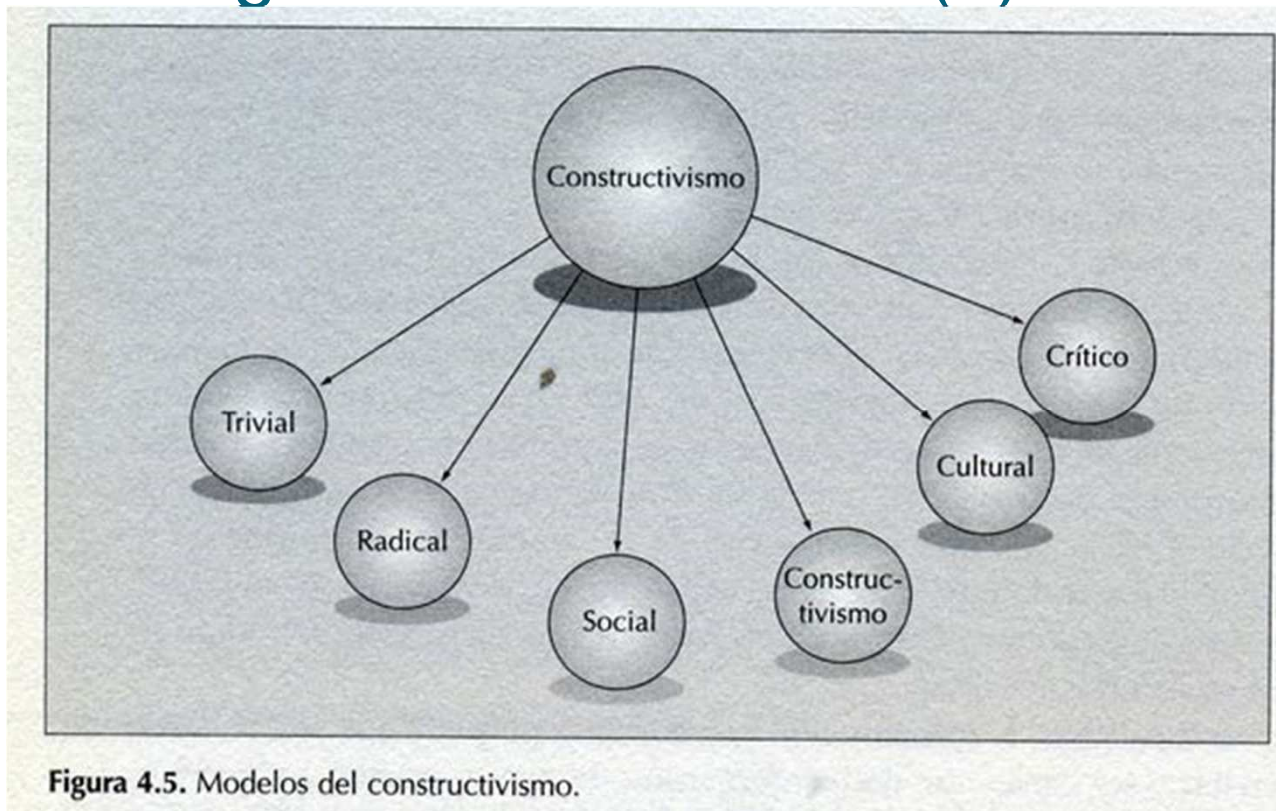 Constructivismo
Crítico
Trivial
Cultural
Radical
Construc-
tivismo
Social
Figura 4.5. Modelos del constructivismo.